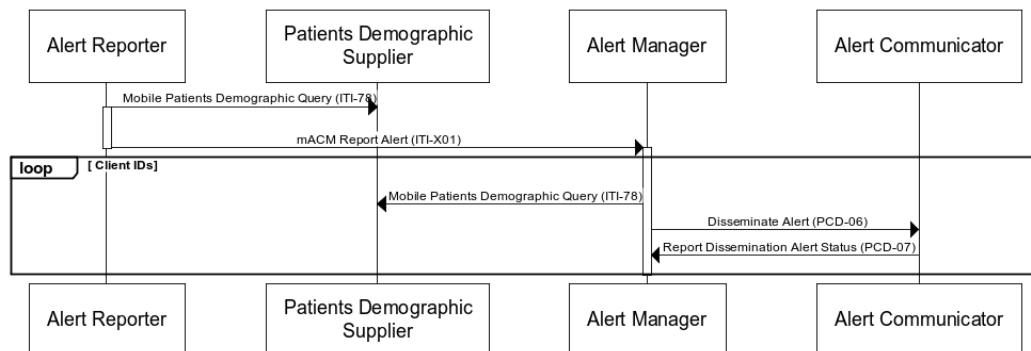 Alert Reporter
Patients Demographic
Supplier
Alert Manager
Alert Communicator
Mobile Patients Demographic Query (ITI-78)
mACM Report Alert (ITI-X01)
loop
[ Client IDs]
Mobile Patients Demographic Query (ITI-78)
Disseminate Alert (PCD-06)
Report Dissemination Alert Status (PCD-07)
Alert Reporter
Patients Demographic
Supplier
Alert Manager
Alert Communicator